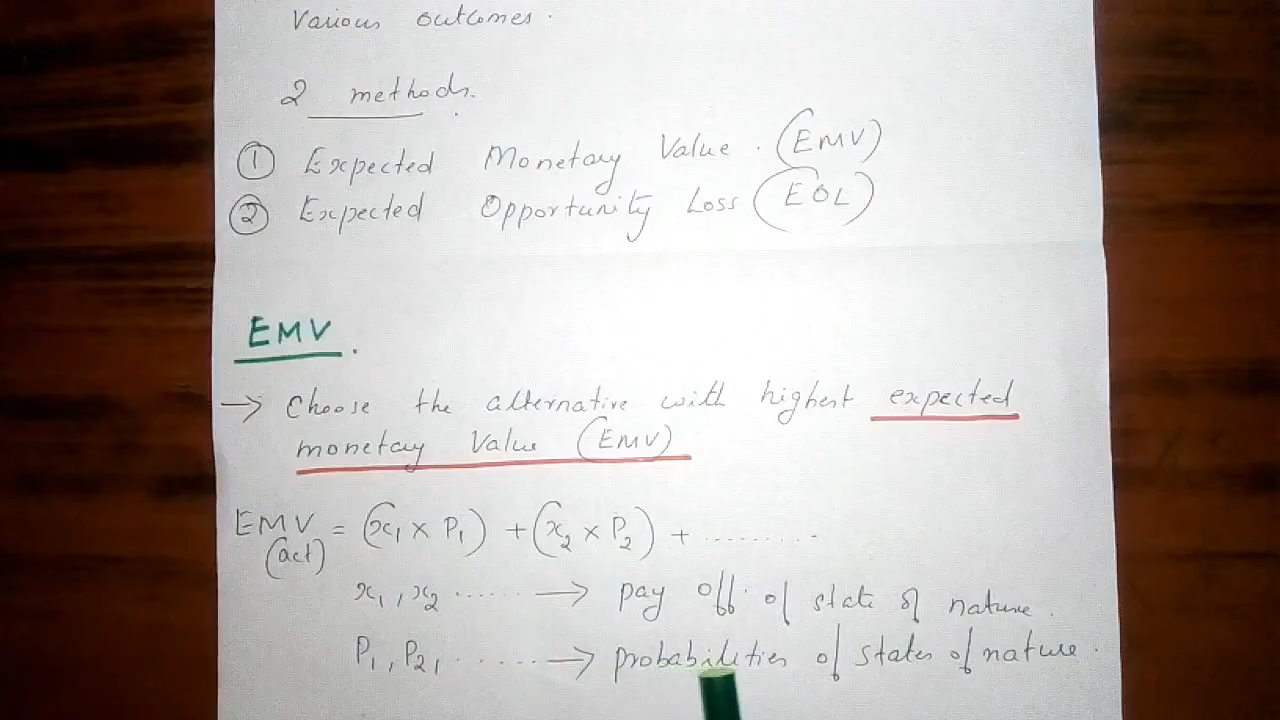 Various outcomes.
2 methods.
① Expected Monetary Value. (EMV)
② Expected Opportunity Loss (EOL)
EMV.
→ Choose the alternative with highest expected
monetary Value (EMV)
EMV = (x₁ × P₁) + (x₂ × P₂) + .........
(act)
x₁, x₂ ...... → pay off. of state of nature.
P₁, P₂, ...... → probabilities of states of nature.